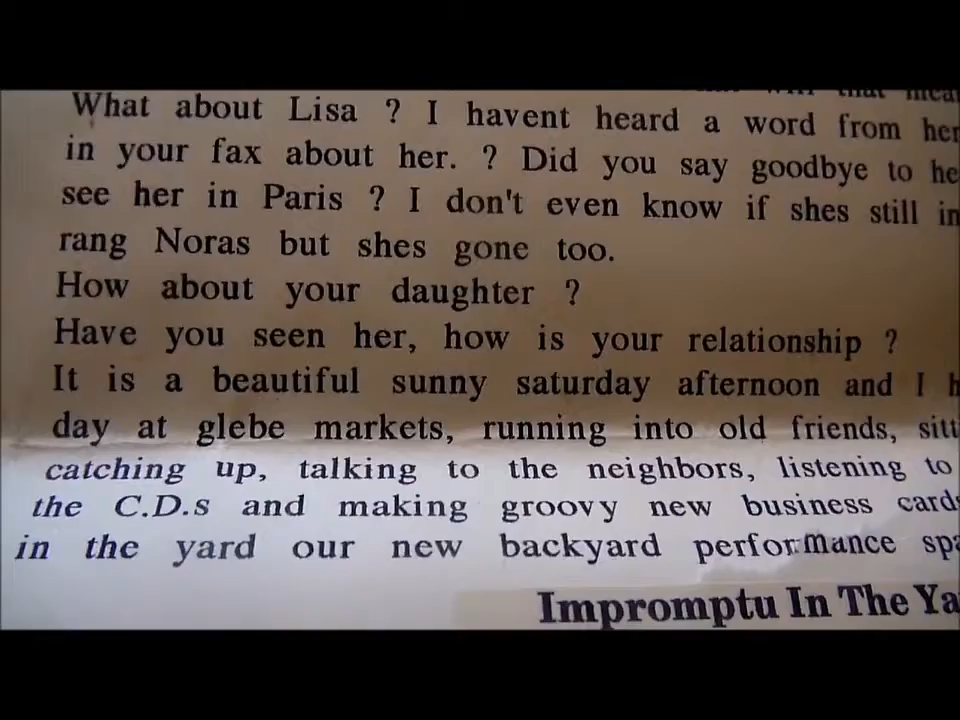 What about Lisa ? I havent heard a word from her
in your fax about her. ? Did you say goodbye to he
see her in Paris ? I don't even know if shes still in
rang Noras but shes gone too.
How about your daughter ?
Have you seen her, how is your relationship ?
It is a beautiful sunny saturday afternoon and I h
day at glebe markets, running into old friends, sitt
catching up, talking to the neighbors, listening to
the C.D.s and making groovy new business cards
in the yard our new backyard performance spa
Impromptu In The Ya